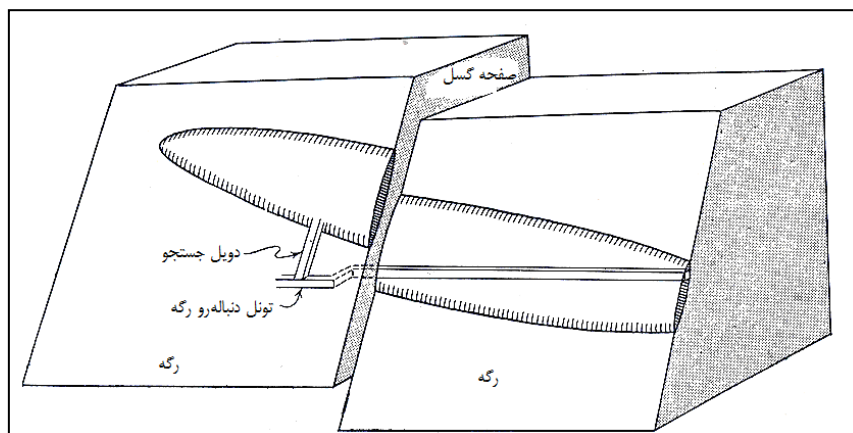 صفحه گسل
دویل جستجو
تونل دنباله‌رو رگه
رگه
رگه